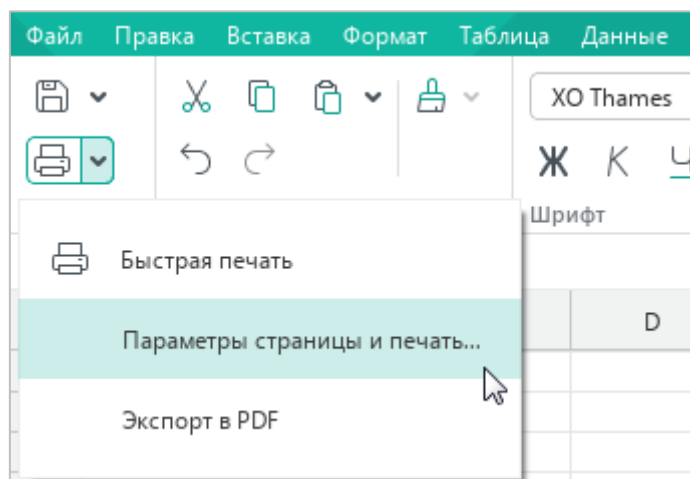 Файл Правка Вставка Формат Таблица Данные
XO Thames
Ж К Ч
Шрифт
Быстрая печать
D
Параметры страницы и печать...
Экспорт в PDF